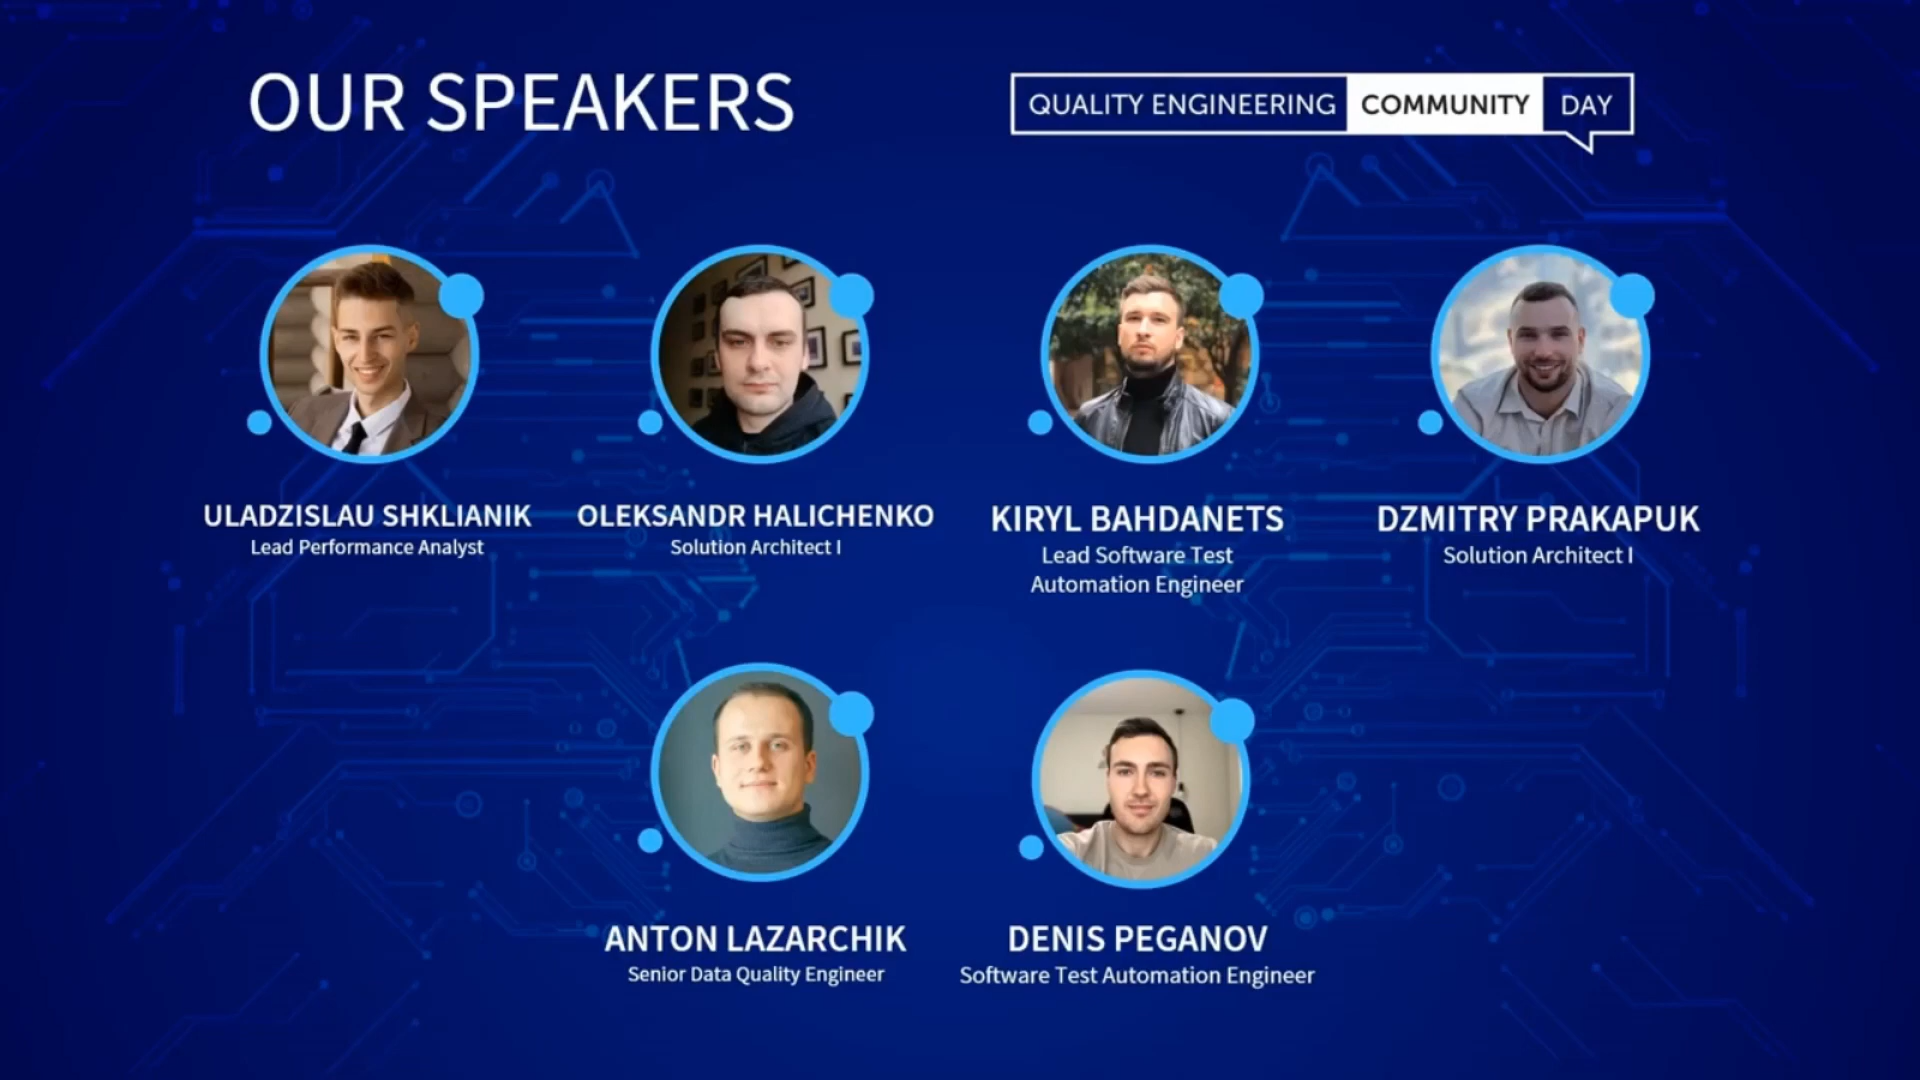 OUR SPEAKERS
QUALITY ENGINEERING COMMUNITY DAY
ULADZISLAU SHKLIANIK
Lead Performance Analyst
OLEKSANDR HALICHENKO
Solution Architect I
KIRYL BAHDANETS
Lead Software Test
Automation Engineer
DZMITRY PRAKAPUK
Solution Architect I
ANTON LAZARCHIK
Senior Data Quality Engineer
DENIS PEGANOV
Software Test Automation Engineer